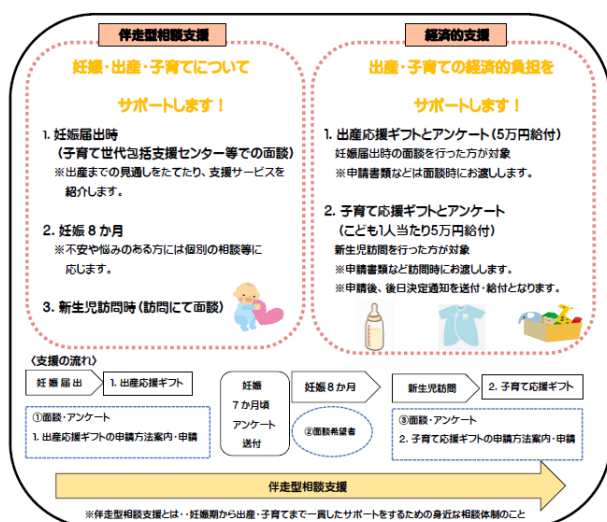 伴走型相談支援
妊娠・出産・子育てについて
サポートします！
1. 妊娠届出時
(子育て世代包括支援センター等での面談)
※出産までの見通しをたてたり、支援サービスを
紹介します。
2. 妊娠8か月
※不安や悩みのある方には個別の相談等に
応じます。
3. 新生児訪問時(訪問にて面談)
経済的支援
出産・子育ての経済的負担を
サポートします！
1. 出産応援ギフトとアンケート(5万円給付)
妊娠届出時の面談を行った方が対象
※申請書類などは面談時にお渡しします。
2. 子育て応援ギフトとアンケート
(こども1人当たり5万円給付)
新生児訪問を行った方が対象
※申請書類など訪問時にお渡しします。
※申請後、後日決定通知を送付・給付となります。
〈支援の流れ〉
妊娠届出
1. 出産応援ギフト
①面談・アンケート
1. 出産応援ギフトの申請方法案内・申請
妊娠
7か月頃
アンケート
送付
妊娠8か月
②面談希望者
新生児訪問
2. 子育て応援ギフト
③面談・アンケート
2. 子育て応援ギフトの申請方法案内・申請
伴走型相談支援
※伴走型相談支援とは・・妊娠期から出産・子育てまで一貫したサポートをするための身近な相談体制のこと